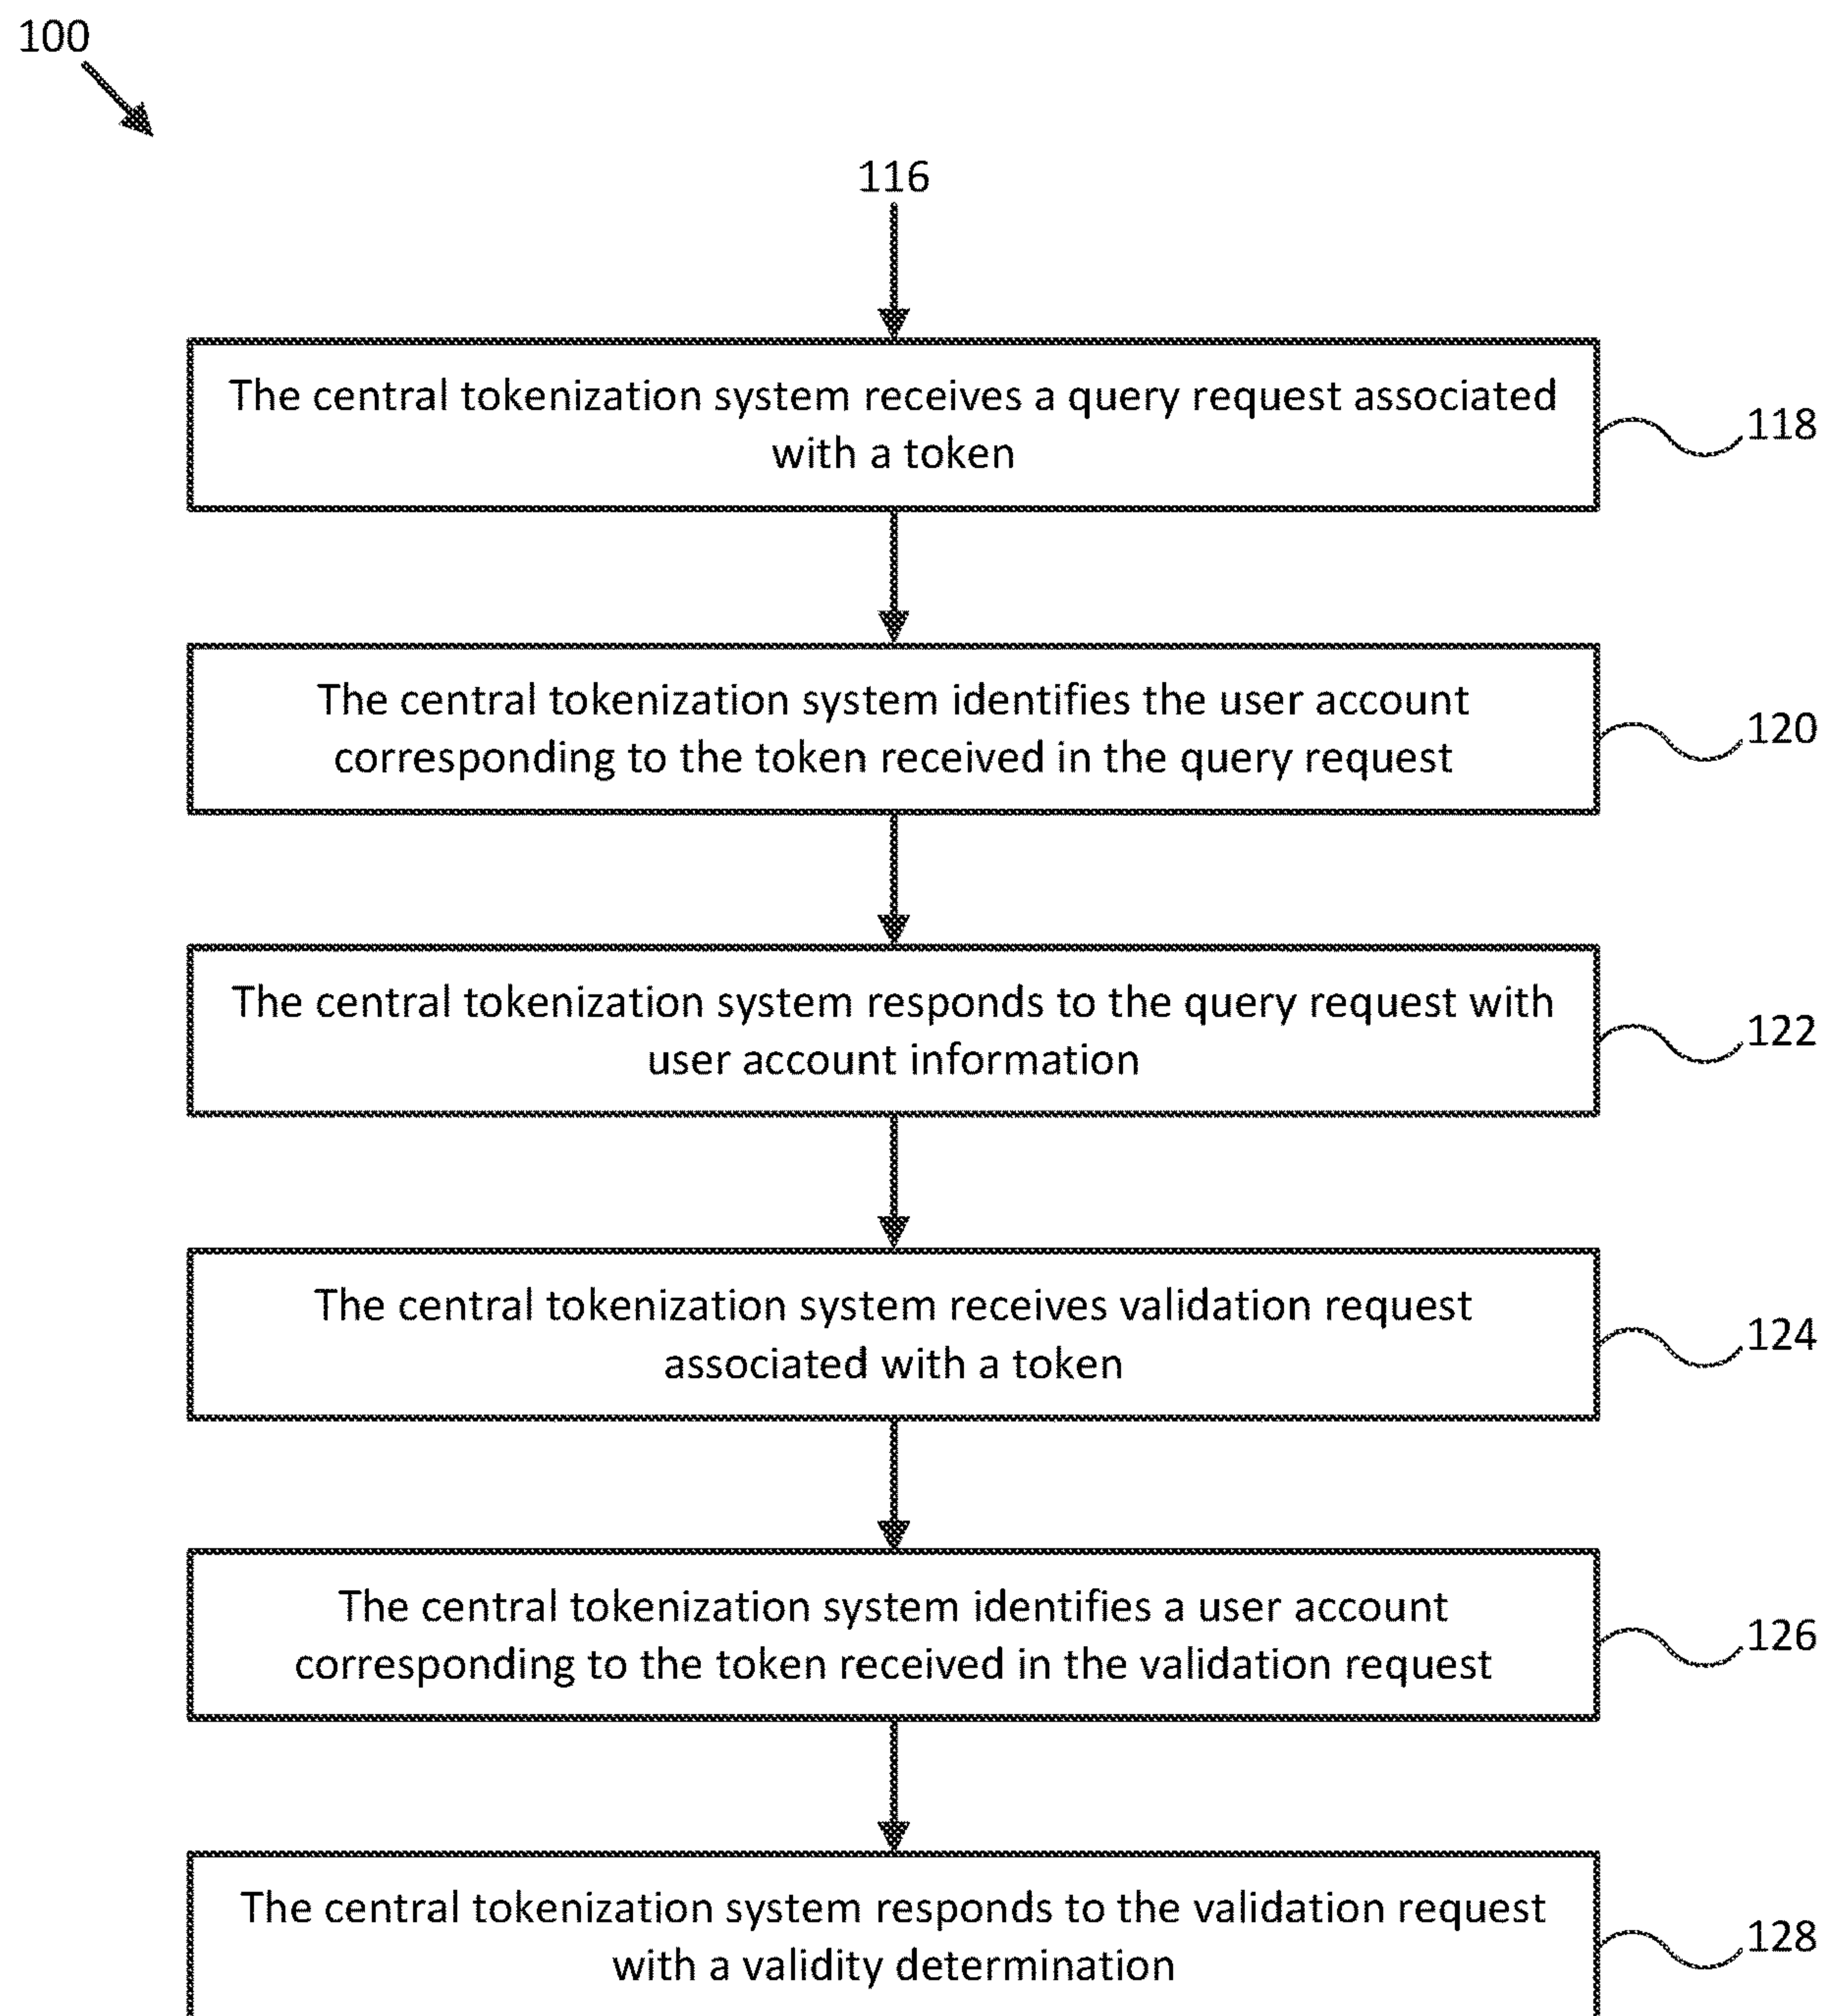 100
116
The central tokenization system receives a query request associated
with a token
118
The central tokenization system identifies the user account
corresponding to the token received in the query request
120
The central tokenization system responds to the query request with
user account information
122
The central tokenization system receives validation request
associated with a token
124
The central tokenization system identifies a user account
corresponding to the token received in the validation request
126
The central tokenization system responds to the validation request
with a validity determination
128